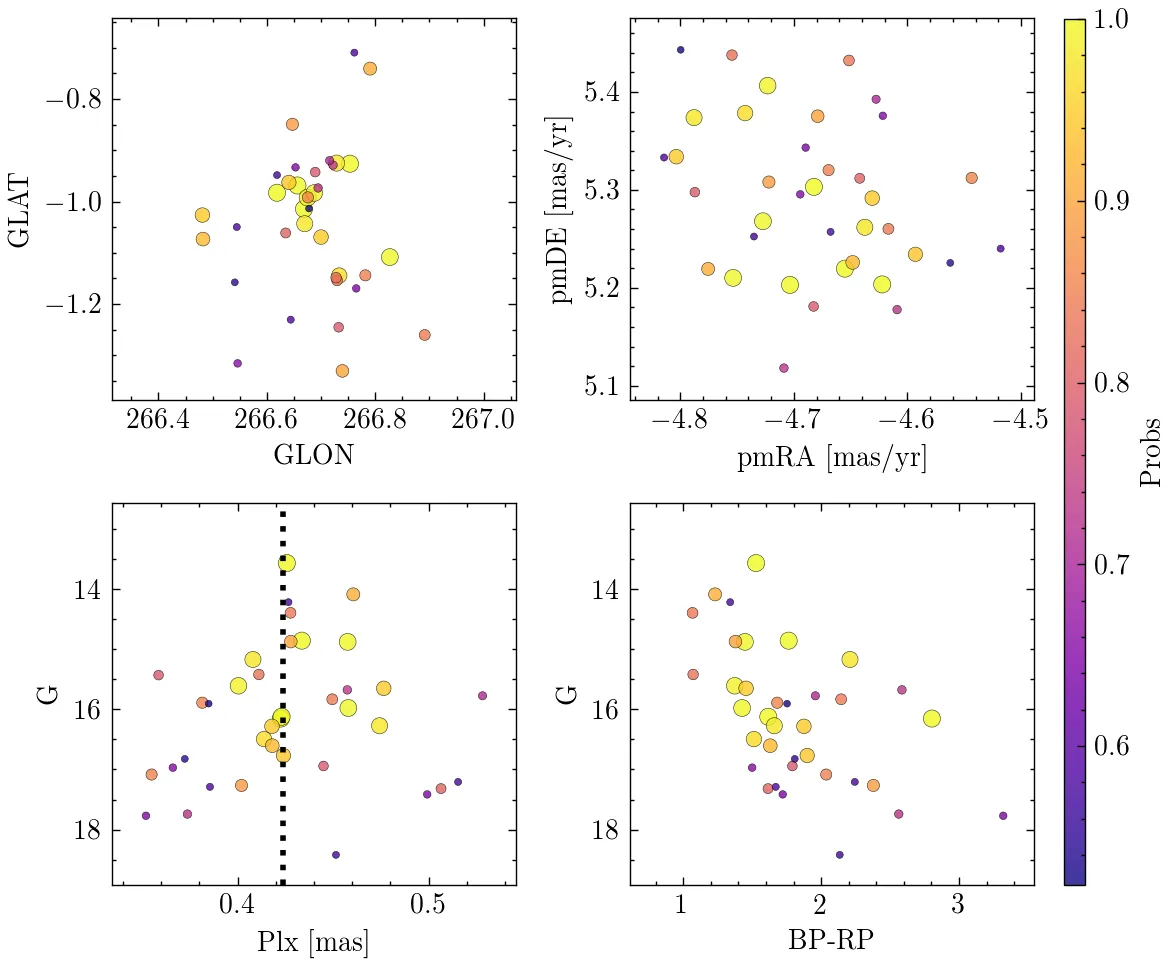 −0.8
−1.0
−1.2
GLAT
266.4 266.6 266.8 267.0
GLON
5.4
5.3
5.2
5.1
pmDE [mas/yr]
−4.8 −4.7 −4.6 −4.5
pmRA [mas/yr]
1.0
0.9
0.8
0.7
0.6
Probs
14
16
18
G
0.4 0.5
Plx [mas]
14
16
18
G
1 2 3
BP-RP